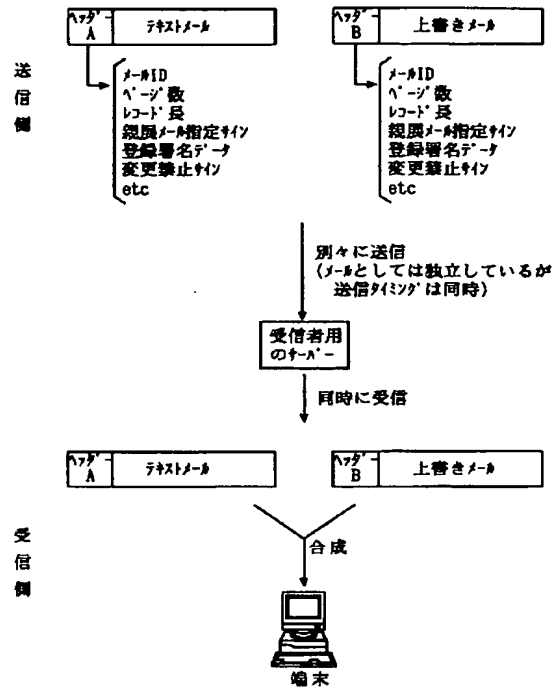 ヘッダー
A
テキストメール
ヘッダー
B
上書きメール
送信側
メールID
ページ数
レコード長
親展メール指定サイン
登録署名データ
変更禁止サイン
etc
メールID
ページ数
レコード長
親展メール指定サイン
登録署名データ
変更禁止サイン
etc
別々に送信
(メールとしては独立しているが
送信タイミングは同時)
受信者用
のサーバー
同時に受信
ヘッダー
A
テキストメール
ヘッダー
B
上書きメール
受信側
合成
端末